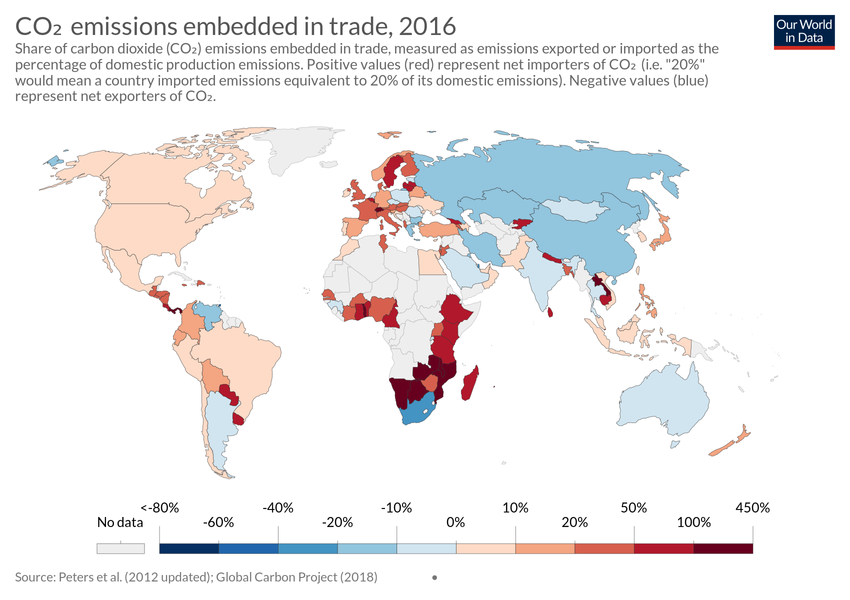 CO₂ emissions embedded in trade, 2016
Our World
in Data
Share of carbon dioxide (CO₂) emissions embedded in trade, measured as emissions exported or imported as the
percentage of domestic production emissions. Positive values (red) represent net importers of CO₂ (i.e. "20%"
would mean a country imported emissions equivalent to 20% of its domestic emissions). Negative values (blue)
represent net exporters of CO₂.
<-80% -40% -10% 10% 50% 450%
No data -60% -20% 0% 20% 100%
Source: Peters et al. (2012 updated); Global Carbon Project (2018) •